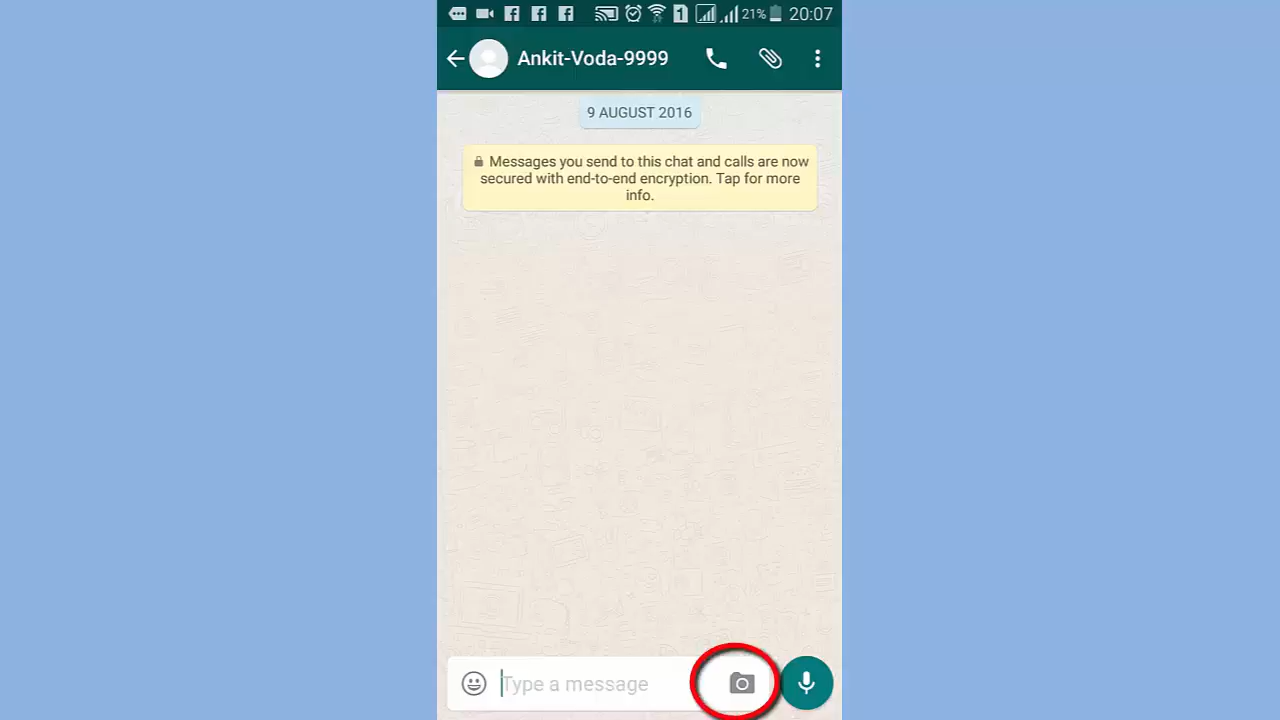 1 21% 20:07
Ankit-Voda-9999
9 AUGUST 2016
Messages you send to this chat and calls are now
secured with end-to-end encryption. Tap for more
info.
Type a message